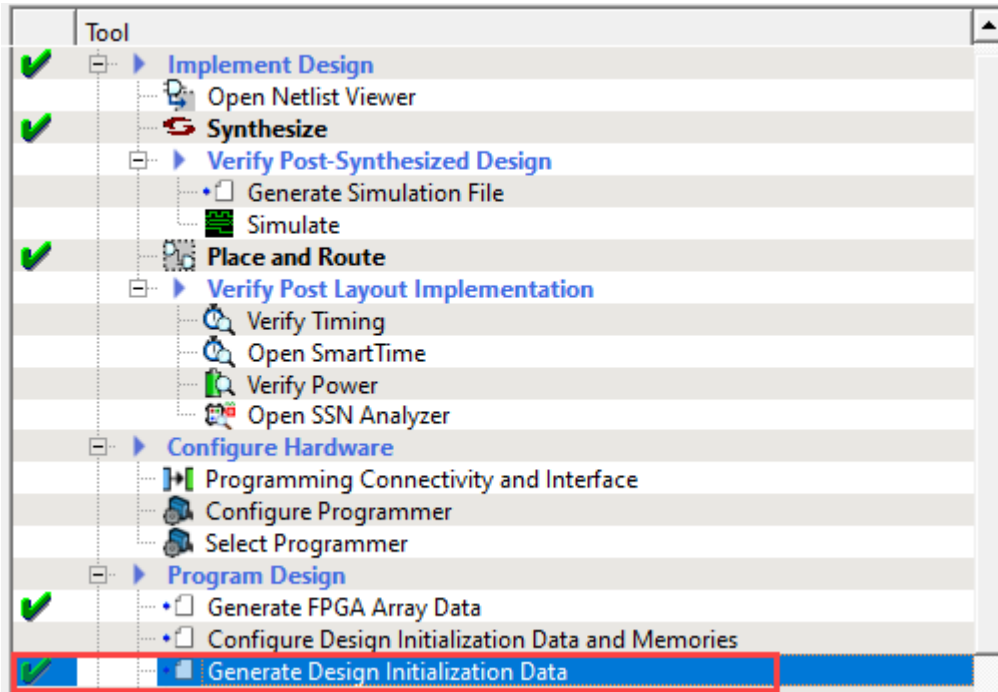 Tool
Implement Design
Open Netlist Viewer
Synthesize
Verify Post-Synthesized Design
Generate Simulation File
Simulate
Place and Route
Verify Post Layout Implementation
Verify Timing
Open SmartTime
Verify Power
Open SSN Analyzer
Configure Hardware
Programming Connectivity and Interface
Configure Programmer
Select Programmer
Program Design
Generate FPGA Array Data
Configure Design Initialization Data and Memories
Generate Design Initialization Data